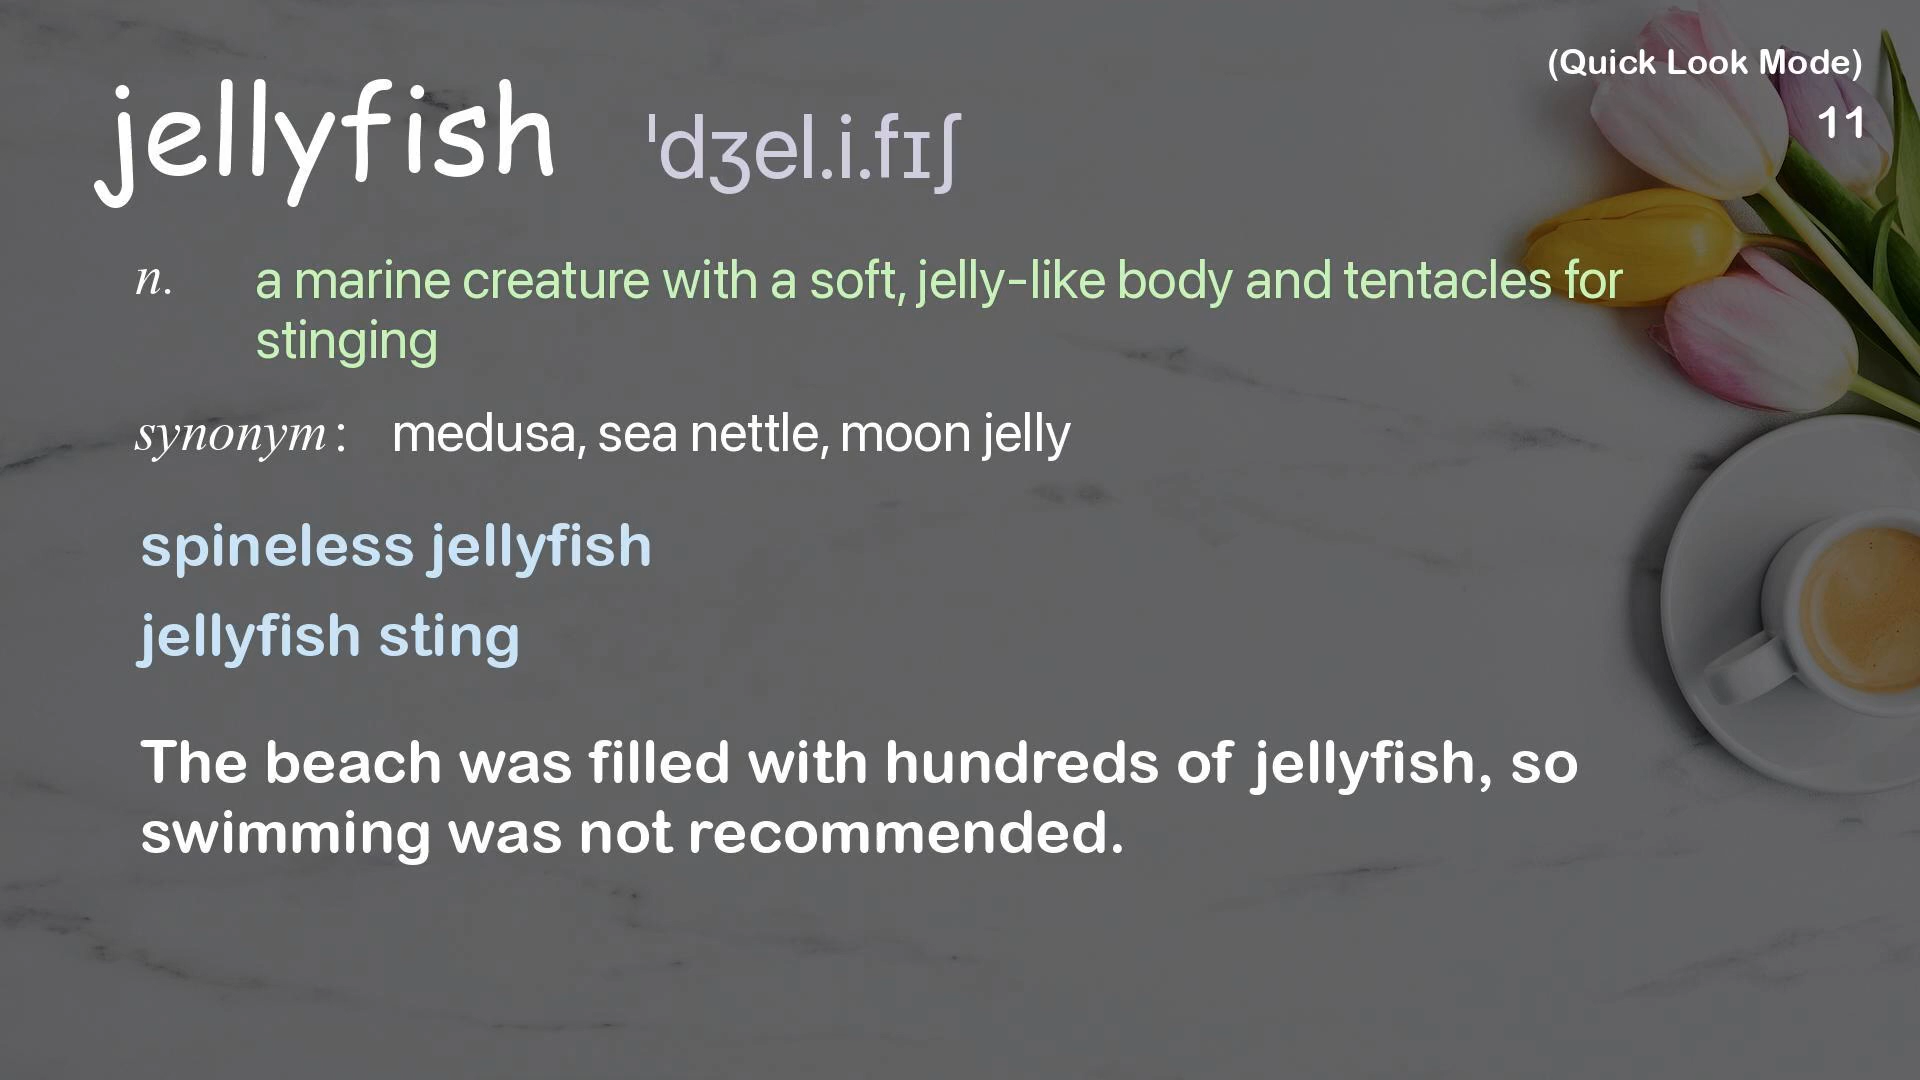 (Quick Look Mode)
11
jellyfish ˈdʒel.i.fɪʃ
n. a marine creature with a soft, jelly-like body and tentacles for
stinging
synonym: medusa, sea nettle, moon jelly
spineless jellyfish
jellyfish sting
The beach was filled with hundreds of jellyfish, so
swimming was not recommended.